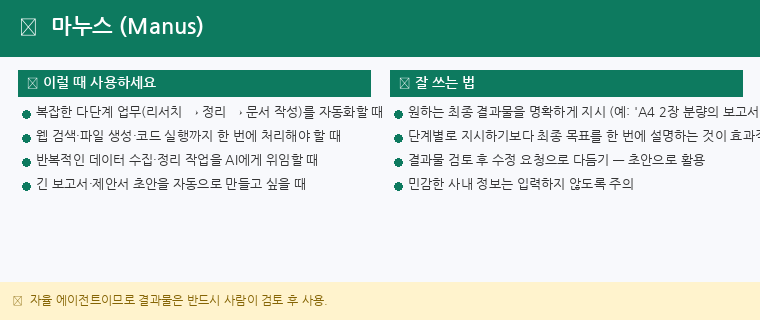 마누스 (Manus)
이럴 때 사용하세요
복잡한 다단계 업무(리서치 → 정리 → 문서 작성)를 자동화할 때
웹 검색·파일 생성·코드 실행까지 한 번에 처리해야 할 때
반복적인 데이터 수집·정리 작업을 AI에게 위임할 때
긴 보고서·제안서 초안을 자동으로 만들고 싶을 때
잘 쓰는 법
원하는 최종 결과물을 명확하게 지시 (예: 'A4 2장 분량의 보고서
단계별로 지시하기보다 최종 목표를 한 번에 설명하는 것이 효과
결과물 검토 후 수정 요청으로 다듬기 — 초안으로 활용
민감한 사내 정보는 입력하지 않도록 주의
자율 에이전트이므로 결과물은 반드시 사람이 검토 후 사용.